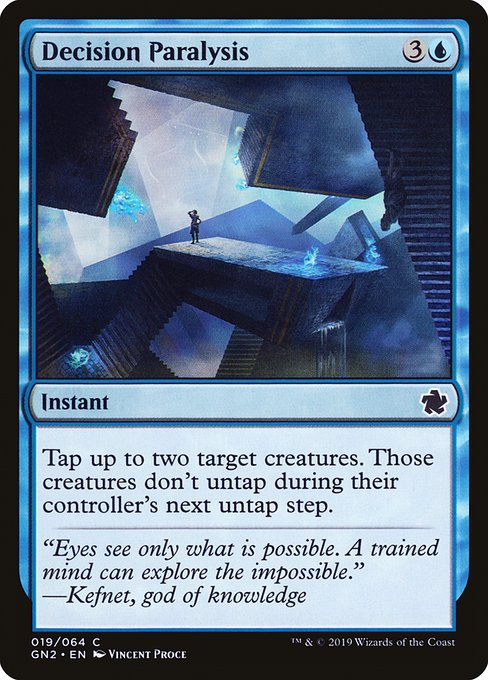 Decision Paralysis 3
Instant
Tap up to two target creatures. Those
creatures don't untap during their
controller's next untap step.
“Eyes see only what is possible. A trained
mind can explore the impossible.”
—Kefnet, god of knowledge
019/064 C
GN2 • EN Vincent Proce
™ & © 2019 Wizards of the Coast